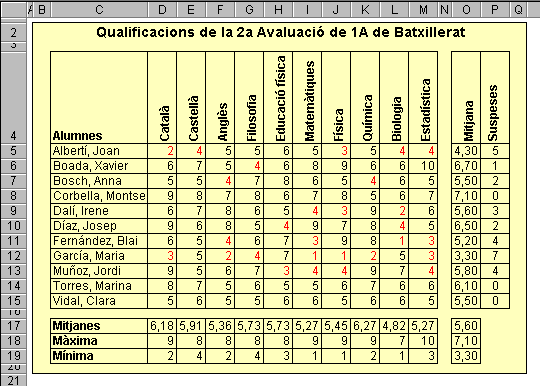 A B C D E F G H I J K L M N O P Q
2 Qualificacions de la 2a Avaluació de 1A de Batxillerat
3
4 Alumnes Català Castellà Anglès Filosofia Educació física Matemàtiques Física Química Biologia Estadística Mitjana Suspeses
5 Albertí, Joan 2 4 5 5 6 5 3 5 4 4 4,30 5
6 Boada, Xavier 6 7 5 4 6 8 9 6 6 10 6,70 1
7 Bosch, Anna 5 5 4 7 8 6 5 4 6 5 5,50 2
8 Corbella, Montse 9 8 7 8 6 7 8 5 6 7 7,10 0
9 Dalí, Irene 6 7 8 6 5 4 3 9 2 6 5,60 3
10 Díaz, Josep 9 6 8 5 4 9 7 8 4 5 6,50 2
11 Fernández, Blai 6 5 4 6 7 3 9 8 1 3 5,20 4
12 García, Maria 3 5 2 4 7 1 1 2 5 3 3,30 7
13 Muñoz, Jordi 9 5 6 7 3 4 4 9 7 4 5,80 4
14 Torres, Marina 8 7 5 6 5 5 6 7 6 6 6,10 0
15 Vidal, Clara 5 6 5 5 6 6 5 6 6 5 5,50 0
16
17 Mitjanes 6,18 5,91 5,36 5,73 5,73 5,27 5,45 6,27 4,82 5,27 5,60
18 Màxima 9 8 8 8 8 9 9 9 7 10 7,10
19 Mínima 2 4 2 4 3 1 1 2 1 3 3,30
20
21